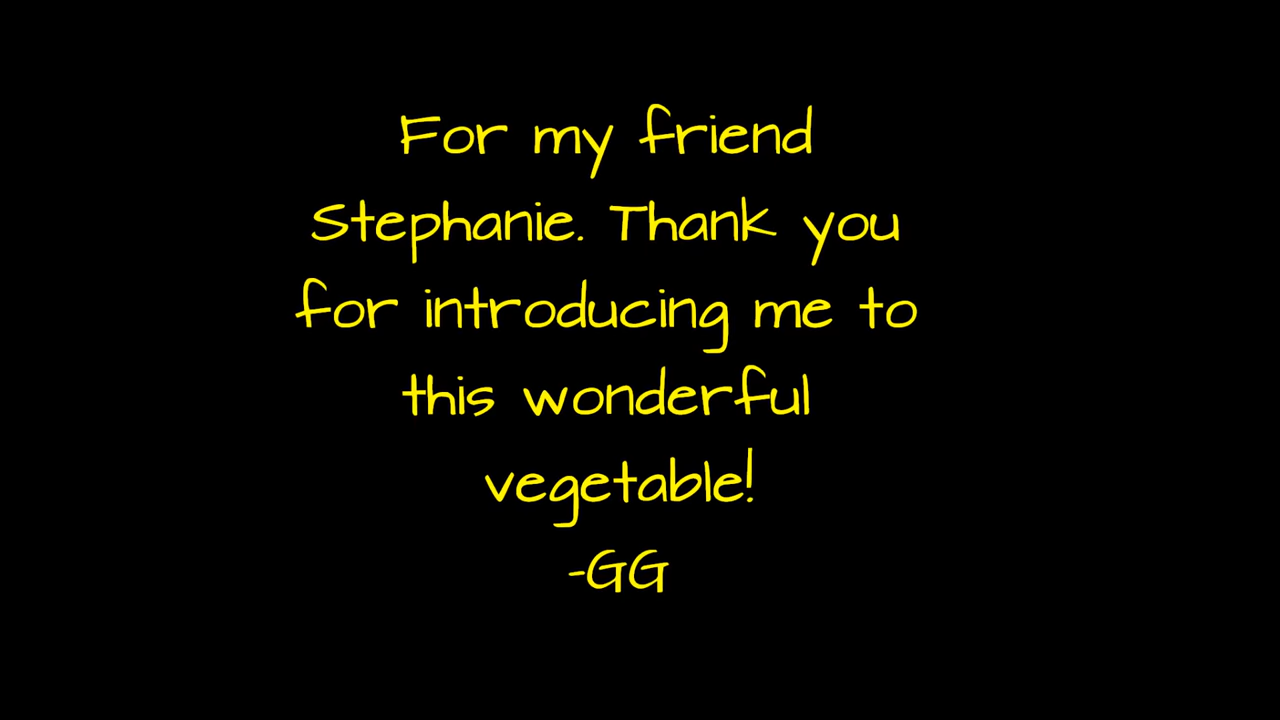 For my friend
Stephanie. Thank you
for introducing me to
this wonderful
vegetable!
-GG